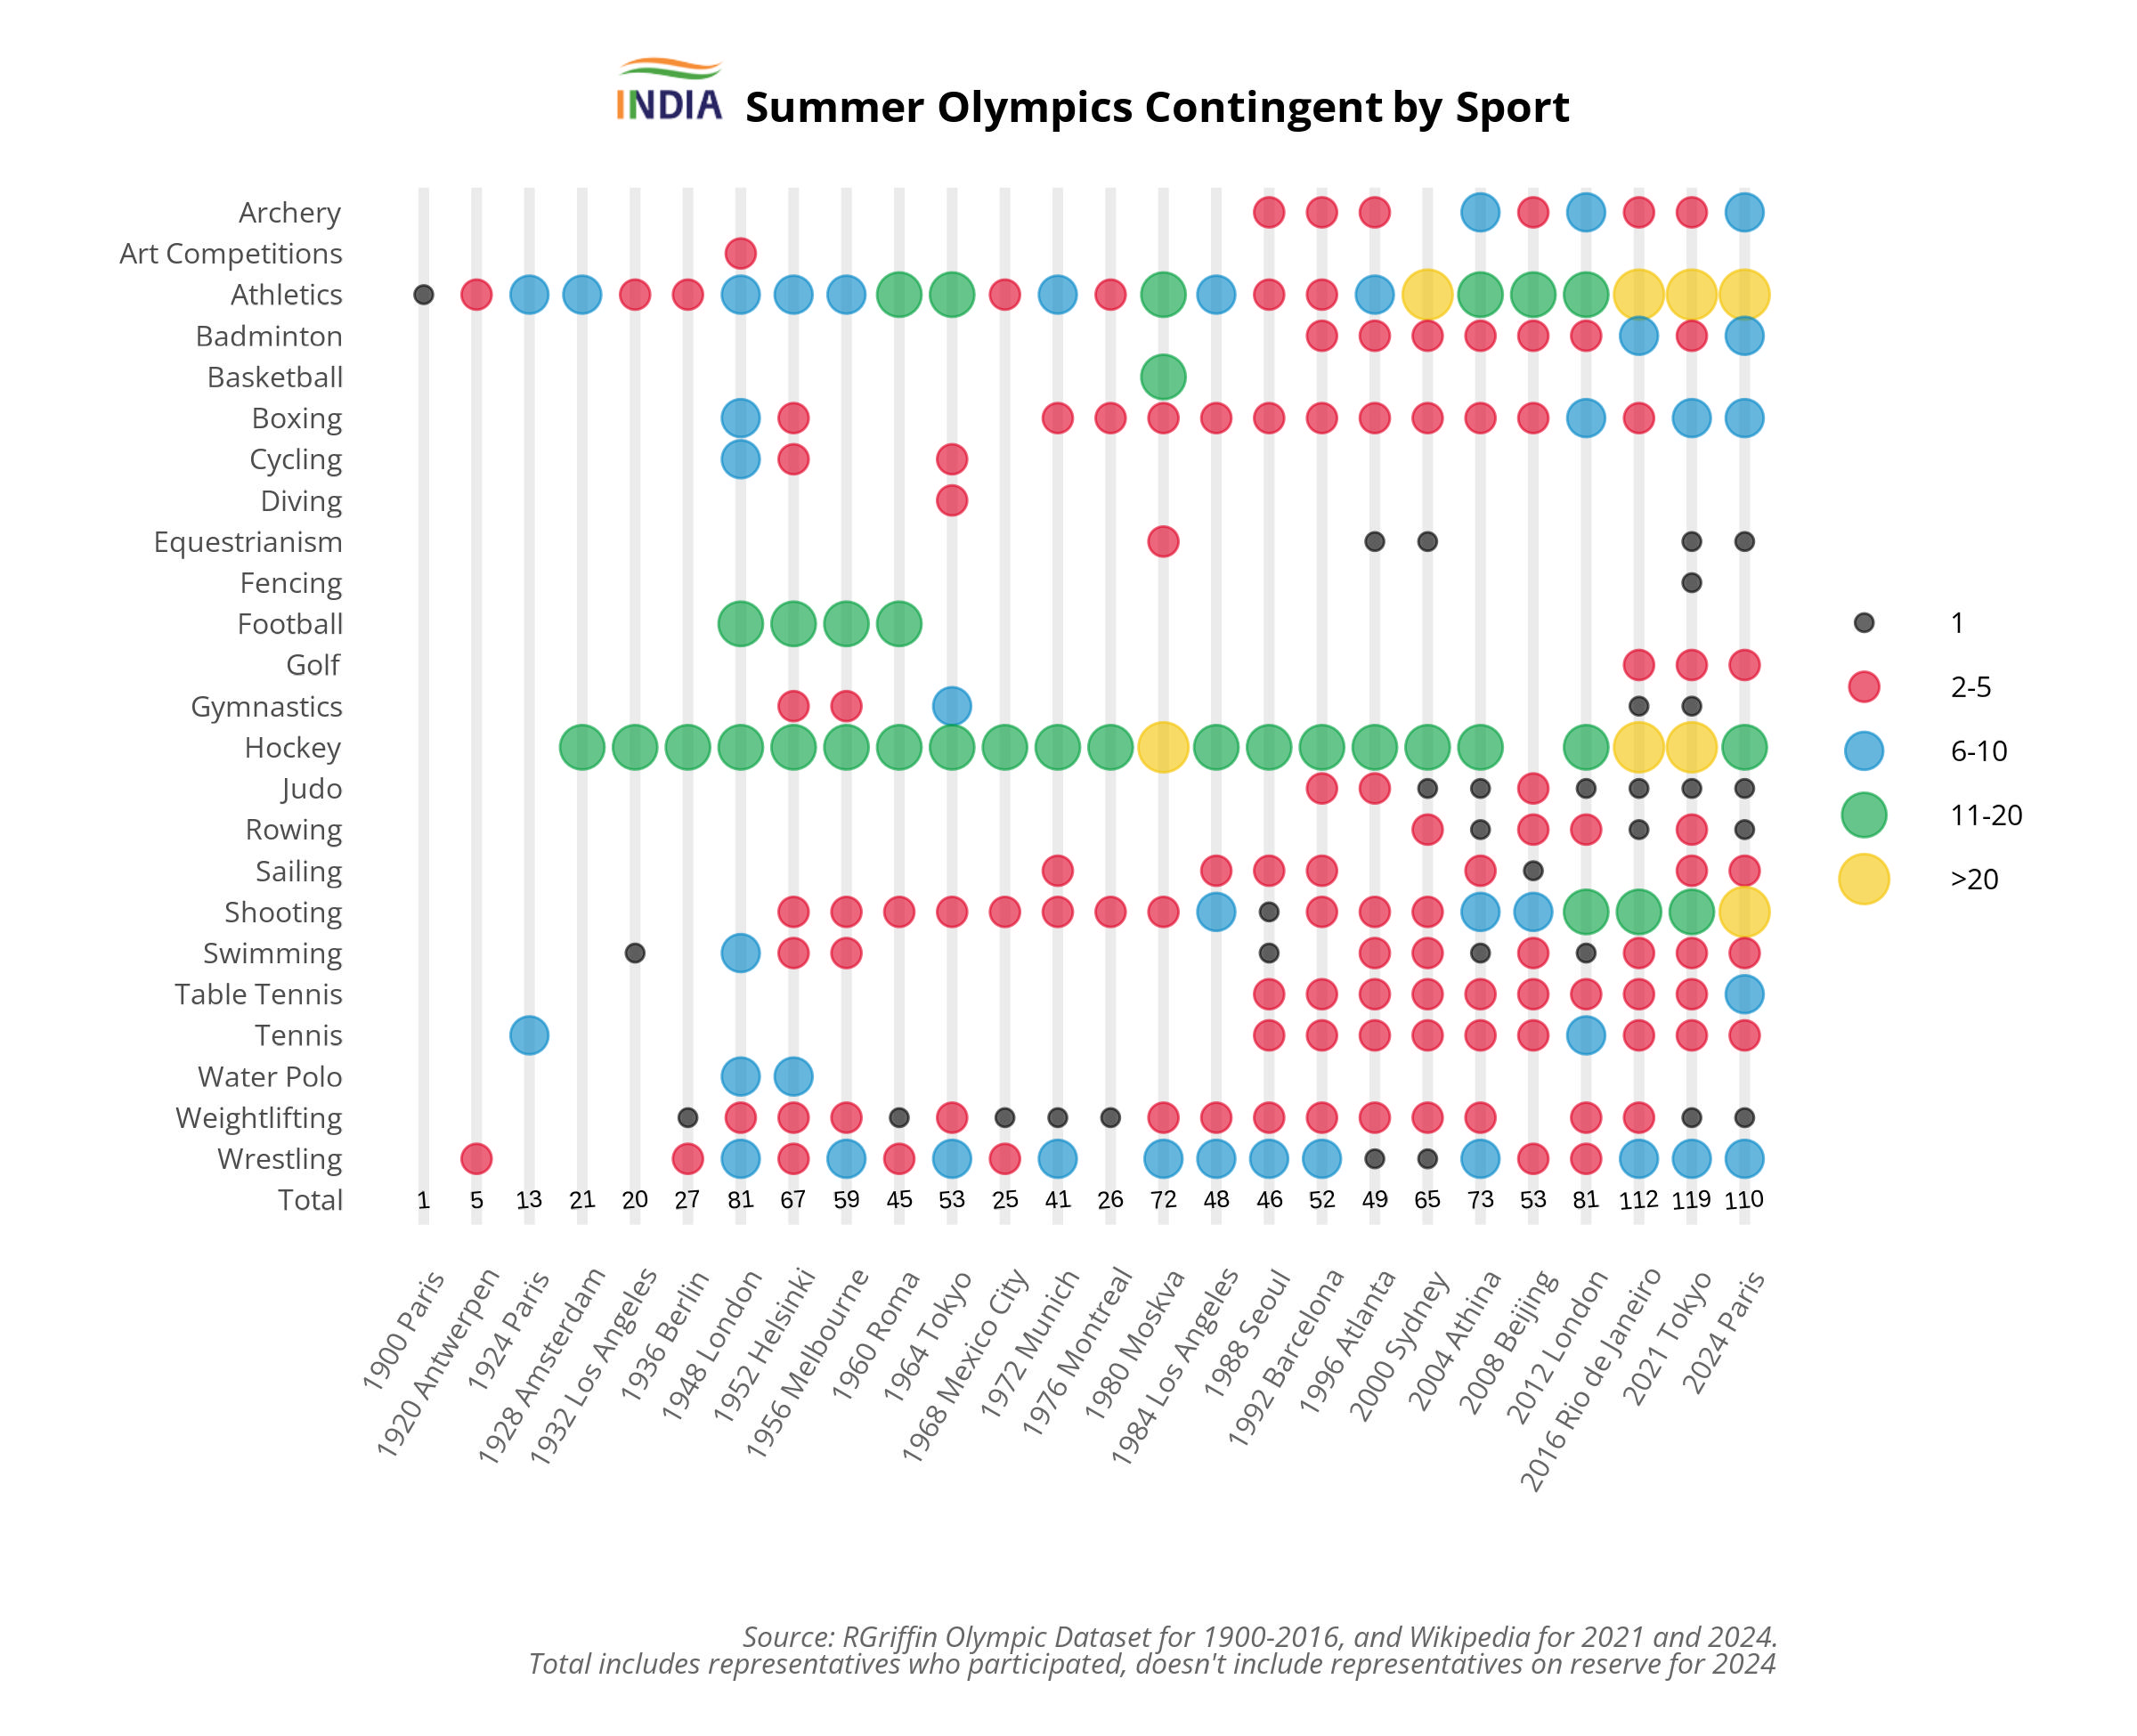 INDIA Summer Olympics Contingent by Sport
Archery
Art Competitions
Athletics
Badminton
Basketball
Boxing
Cycling
Diving
Equestrianism
Fencing
Football
Golf
Gymnastics
Hockey
Judo
Rowing
Sailing
Shooting
Swimming
Table Tennis
Tennis
Water Polo
Weightlifting
Wrestling
Total 1 5 13 21 20 27 81 67 59 45 53 25 41 26 72 48 46 52 49 65 73 53 81 112 119 110
1900 Paris
1920 Antwerpen
1924 Paris
1928 Amsterdam
1932 Los Angeles
1936 Berlin
1948 London
1952 Helsinki
1956 Melbourne
1960 Roma
1964 Tokyo
1968 Mexico City
1972 Munich
1976 Montreal
1980 Moskva
1984 Los Angeles
1988 Seoul
1992 Barcelona
1996 Atlanta
2000 Sydney
2004 Athina
2008 Beijing
2012 London
2016 Rio de Janeiro
2021 Tokyo
2024 Paris
1
2-5
6-10
11-20
>20
Source: RGriffin Olympic Dataset for 1900-2016, and Wikipedia for 2021 and 2024.
Total includes representatives who participated, doesn't include representatives on reserve for 2024